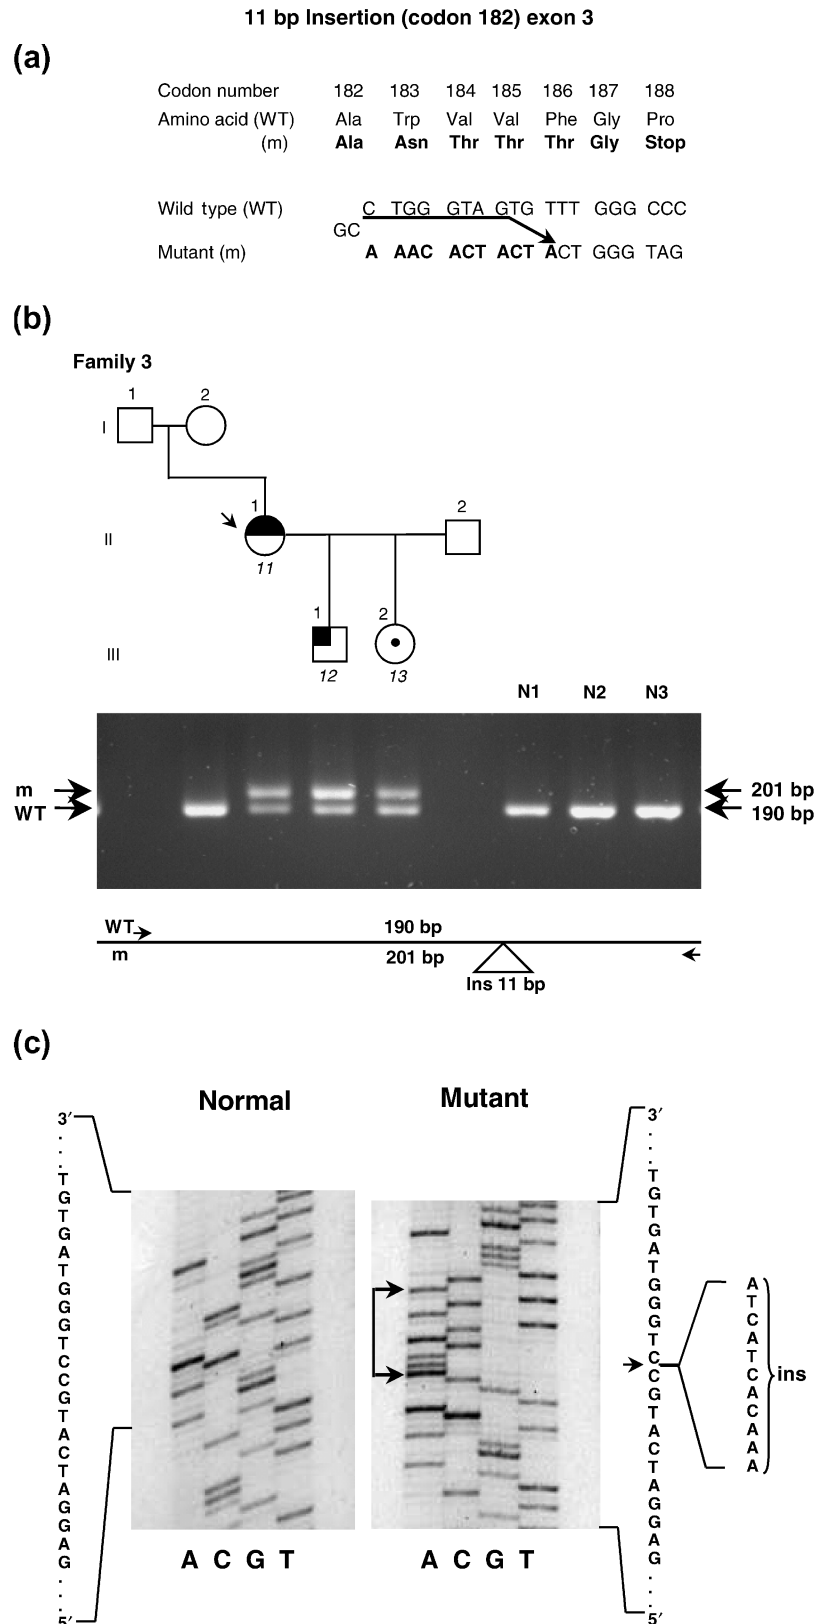 11 bp Insertion (codon 182) exon 3
(a)
Codon number 182 183 184 185 186 187 188
Amino acid (WT) Ala Trp Val Val Phe Gly Pro
(m) Ala Asn Thr Thr Thr Gly Stop
Wild type (WT) C TGG GTA GTG TTT GGG CCC
GC
Mutant (m) A AAC ACT ACT ACT GGG TAG
(b)
Family 3
1 2
I
1 2
II
11
1 2
III
12 13
N1 N2 N3
m 201 bp
WT 190 bp
WT 190 bp
m 201 bp
Ins 11 bp
(c)
Normal Mutant
3′
.
.
.
T
G
T
G
A
T
G
G
G
T
C
C
G
T
A
C
T
A
G
G
A
G
.
.
.
5′
A C G T
A C G T
3′
.
.
.
T
G
T
G
A
T
G
G
G
T
C
C
G
T
A
C
T
A
G
G
A
G
.
.
.
5′
A
T
C
A
T
C
A
C
A
A
A
ins